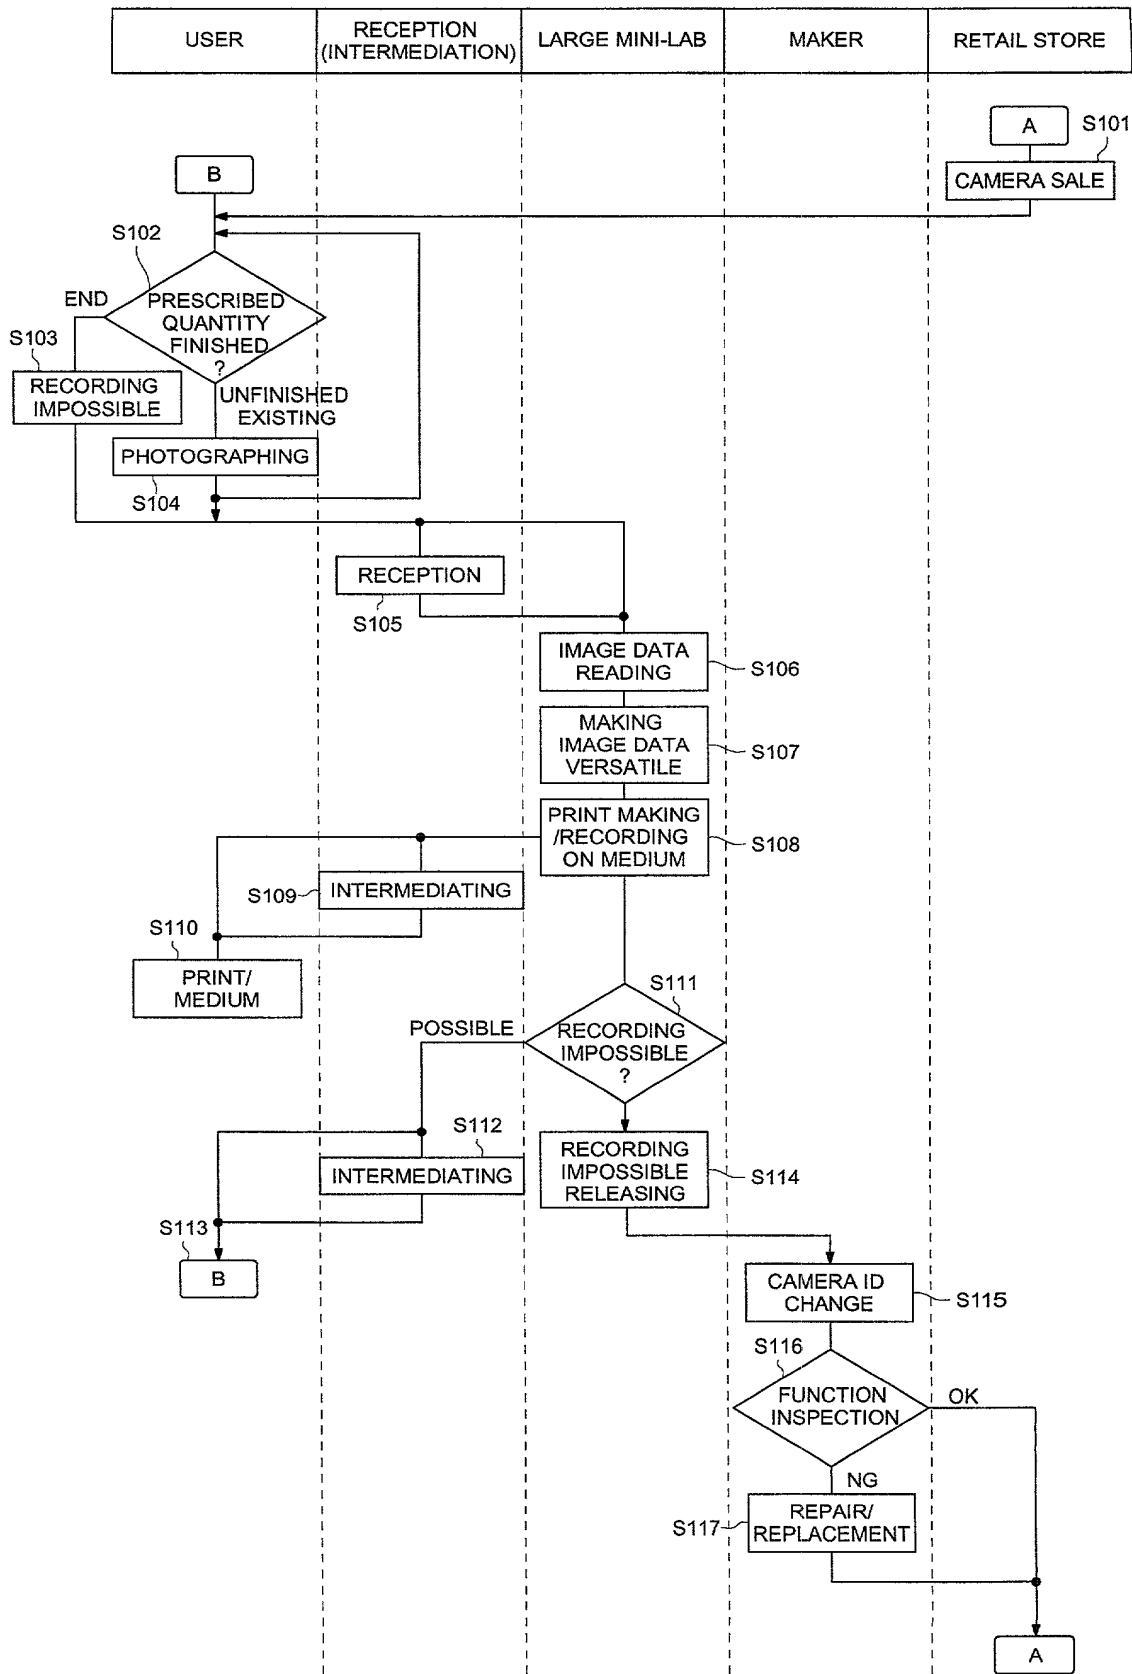 USER
RECEPTION
(INTERMEDIATION)
LARGE MINI-LAB
MAKER
RETAIL STORE
A
S101
CAMERA SALE
B
S102
PRESCRIBED
QUANTITY
FINISHED
?
END
S103
RECORDING
IMPOSSIBLE
UNFINISHED
EXISTING
PHOTOGRAPHING
S104
RECEPTION
S105
IMAGE DATA
READING
S106
MAKING
IMAGE DATA
VERSATILE
S107
PRINT MAKING
/RECORDING
ON MEDIUM
S108
S109
INTERMEDIATING
S110
PRINT/
MEDIUM
S111
RECORDING
IMPOSSIBLE
?
POSSIBLE
S112
INTERMEDIATING
RECORDING
IMPOSSIBLE
RELEASING
S114
S113
B
CAMERA ID
CHANGE
S115
S116
FUNCTION
INSPECTION
OK
NG
S117
REPAIR/
REPLACEMENT
A